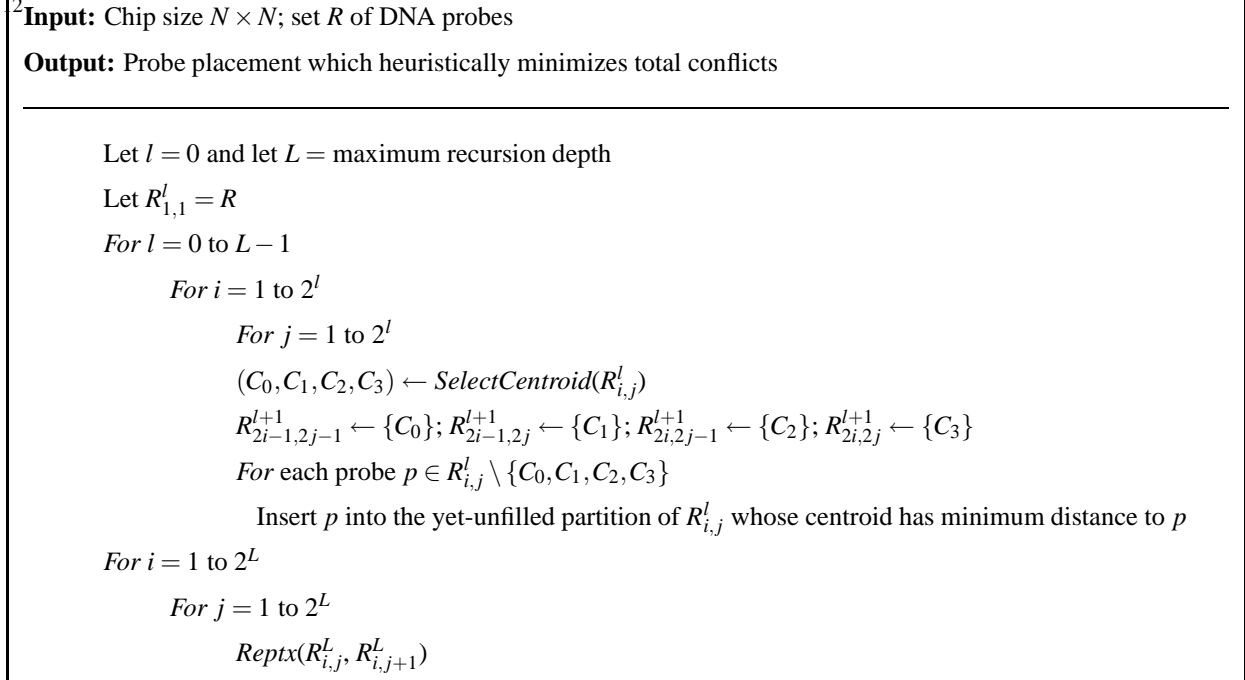 12
Input: Chip size N × N; set R of DNA probes
Output: Probe placement which heuristically minimizes total conflicts
Let l = 0 and let L = maximum recursion depth
Let R^l_{1,1} = R
For l = 0 to L − 1
For i = 1 to 2^l
For j = 1 to 2^l
(C_0, C_1, C_2, C_3) ← SelectCentroid(R^l_{i,j})
R^{l+1}_{2i−1,2j−1} ← {C_0}; R^{l+1}_{2i−1,2j} ← {C_1}; R^{l+1}_{2i,2j−1} ← {C_2}; R^{l+1}_{2i,2j} ← {C_3}
For each probe p ∈ R^l_{i,j} \ {C_0, C_1, C_2, C_3}
Insert p into the yet-unfilled partition of R^l_{i,j} whose centroid has minimum distance to p
For i = 1 to 2^L
For j = 1 to 2^L
Reptx(R^L_{i,j}, R^L_{i,j+1})